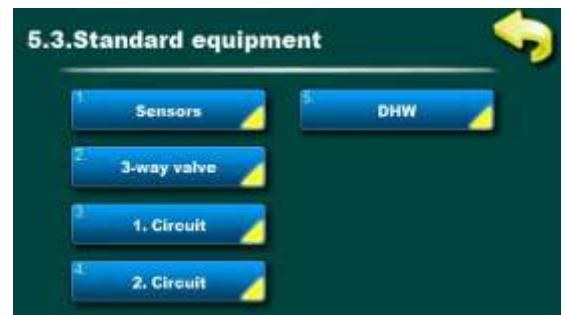 5.3.Standard equipment
1. Sensors
2. 3-way valve
3. 1. Circuit
4. 2. Circuit
5. DHW